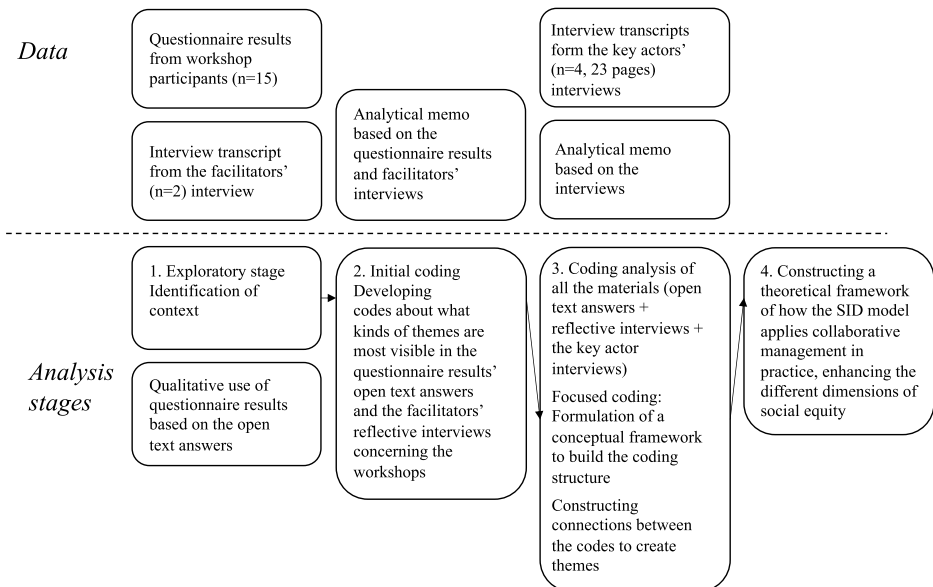 Data
Questionnaire results
from workshop
participants (n=15)
Interview transcript
from the facilitators'
(n=2) interview
Analytical memo
based on the
questionnaire results
and facilitators'
interviews
Interview transcripts
form the key actors'
(n=4, 23 pages)
interviews
Analytical memo
based on the
interviews
Analysis
stages
1. Exploratory stage
Identification of
context
Qualitative use of
questionnaire results
based on the open
text answers
2. Initial coding
Developing
codes about what
kinds of themes are
most visible in the
questionnaire results'
open text answers
and the facilitators'
reflective interviews
concerning the
workshops
3. Coding analysis of
all the materials (open
text answers +
reflective interviews +
the key actor
interviews)
Focused coding:
Formulation of a
conceptual framework
to build the coding
structure
Constructing
connections between
the codes to create
themes
4. Constructing a
theoretical framework
of how the SID model
applies collaborative
management in
practice, enhancing the
different dimensions of
social equity